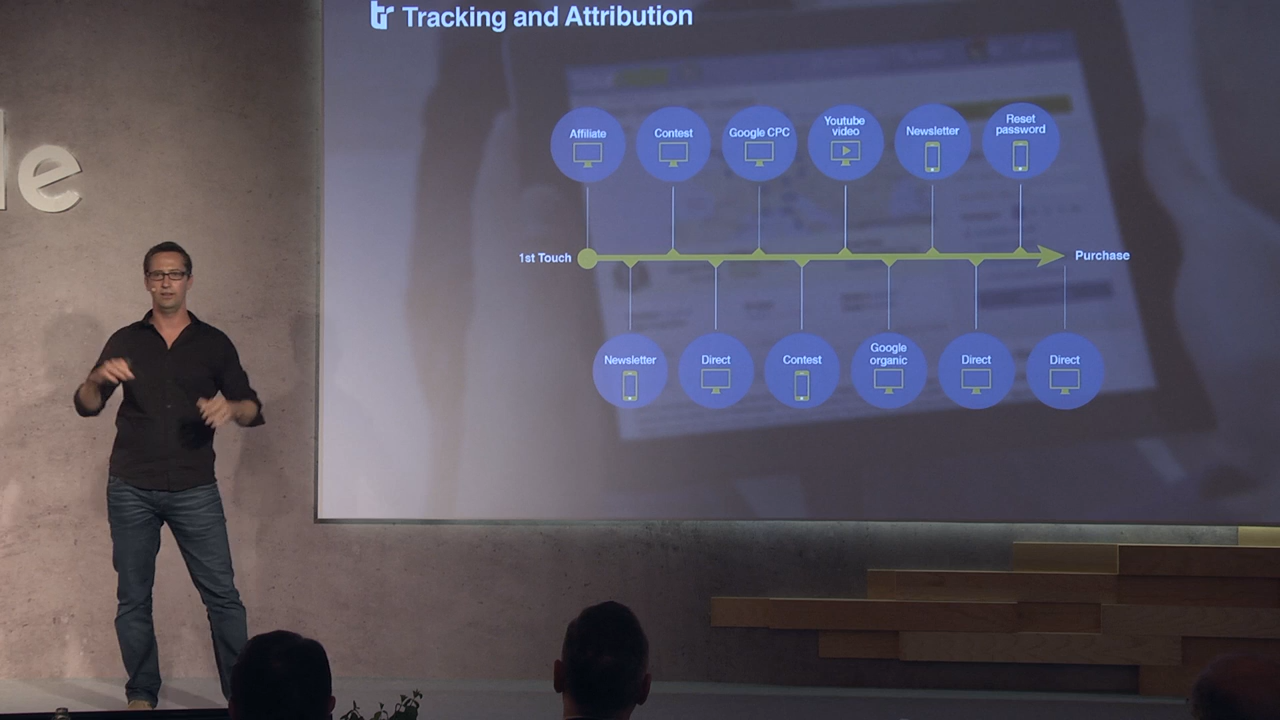 le
tr Tracking and Attribution
Affiliate
Contest
Google CPC
Youtube
video
Newsletter
Reset
password
1st Touch
Purchase
Newsletter
Direct
Contest
Google
organic
Direct
Direct